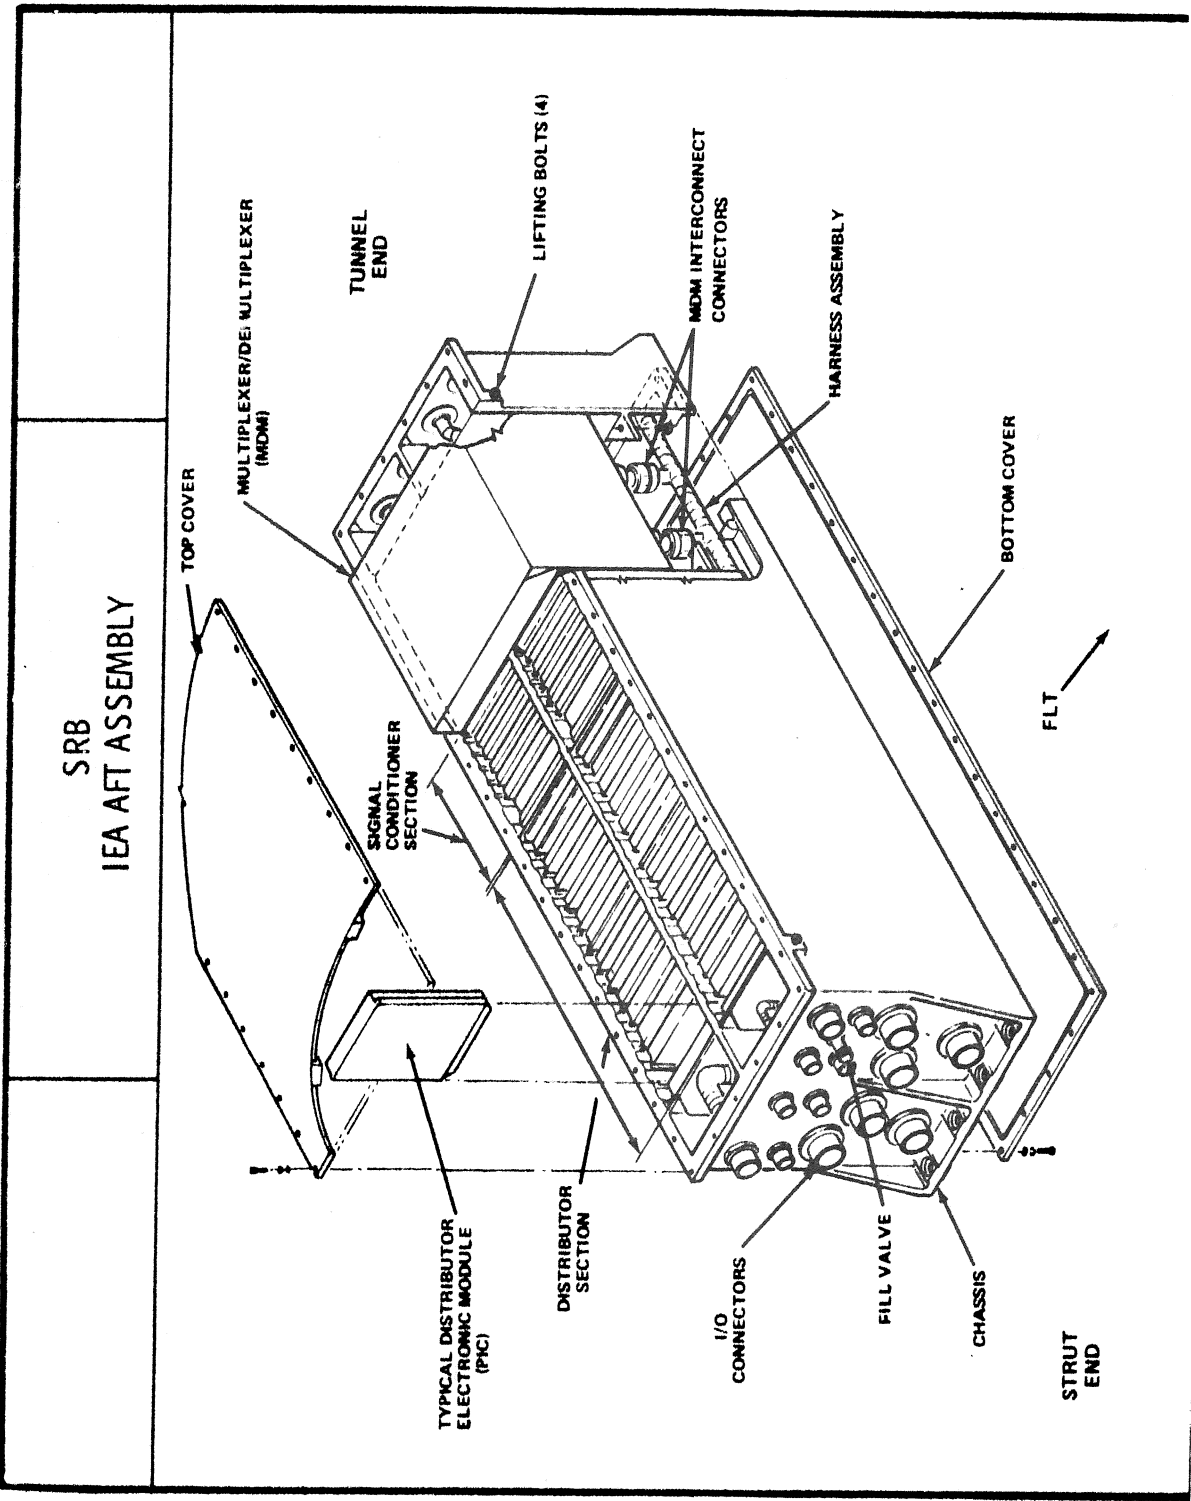 SRB
IEA AFT ASSEMBLY
TOP COVER
MULTIPLEXER/DEMULTIPLEXER
(MDM)
TUNNEL
END
LIFTING BOLTS (4)
MDM INTERCONNECT
CONNECTORS
HARNESS ASSEMBLY
BOTTOM COVER
FLT
SIGNAL
CONDITIONER
SECTION
TYPICAL DISTRIBUTOR
ELECTRONIC MODULE
(PIC)
DISTRIBUTOR
SECTION
I/O
CONNECTORS
FILL VALVE
CHASSIS
STRUT
END